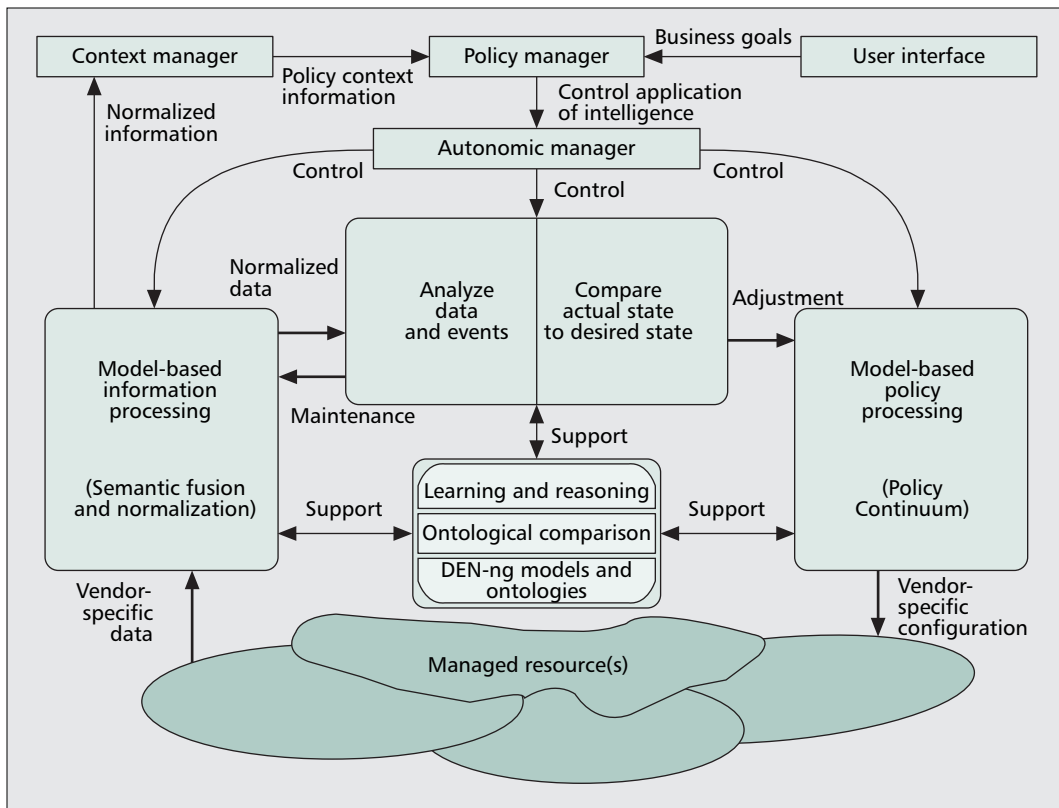 Context manager
Policy manager
Business goals
User interface
Policy context
information
Normalized
information
Control application
of intelligence
Autonomic manager
Control
Control
Control
Normalized
data
Analyze
data
and events
Compare
actual state
to desired state
Adjustment
Model-based
information
processing
(Semantic fusion
and normalization)
Maintenance
Model-based
policy
processing
(Policy
Continuum)
Support
Support
Learning and reasoning
Ontological comparison
DEN-ng models and
ontologies
Support
Vendor-
specific
data
Vendor-
specific
configuration
Managed resource(s)